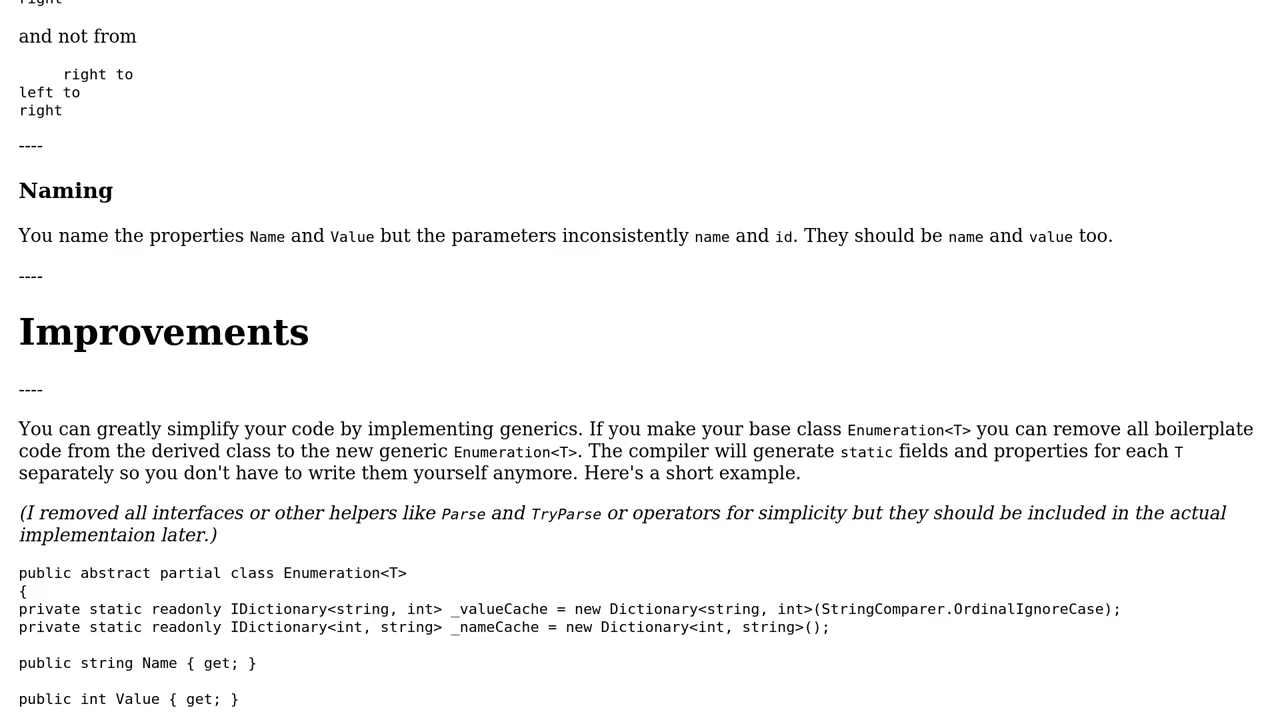 right
and not from
     right to
left to
right
----
Naming
You name the properties Name and Value but the parameters inconsistently name and id. They should be name and value too.
----
Improvements
----
You can greatly simplify your code by implementing generics. If you make your base class Enumeration<T> you can remove all boilerplate
code from the derived class to the new generic Enumeration<T>. The compiler will generate static fields and properties for each T
separately so you don't have to write them yourself anymore. Here's a short example.
(I removed all interfaces or other helpers like Parse and TryParse or operators for simplicity but they should be included in the actual
implementaion later.)
public abstract partial class Enumeration<T>
{
private static readonly IDictionary<string, int> _valueCache = new Dictionary<string, int>(StringComparer.OrdinalIgnoreCase);
private static readonly IDictionary<int, string> _nameCache = new Dictionary<int, string>();
public string Name { get; }
public int Value { get; }